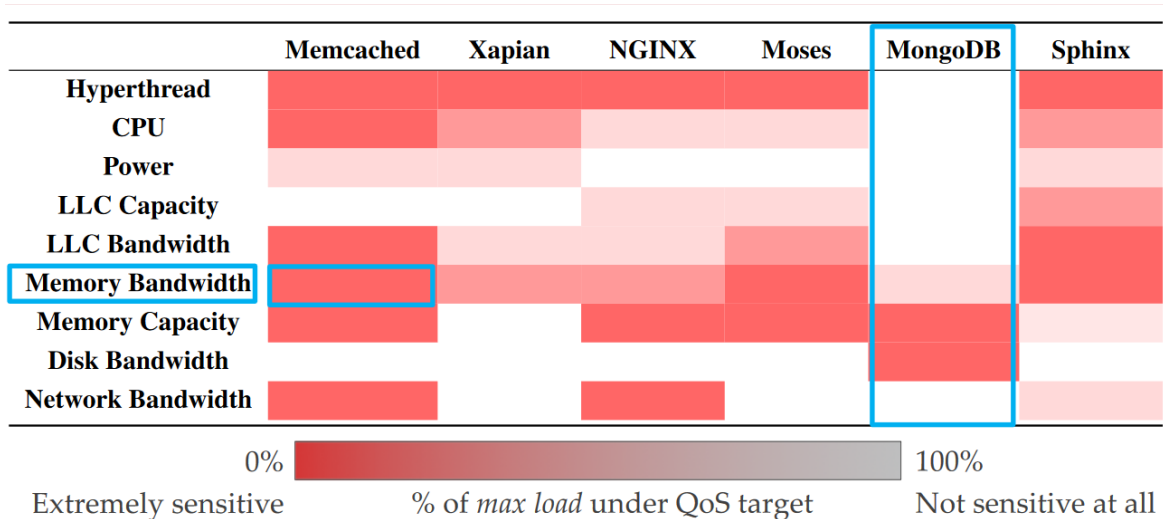 Memcached Xapian NGINX Moses MongoDB Sphinx
Hyperthread
CPU
Power
LLC Capacity
LLC Bandwidth
Memory Bandwidth
Memory Capacity
Disk Bandwidth
Network Bandwidth
0% 100%
Extremely sensitive % of max load under QoS target Not sensitive at all